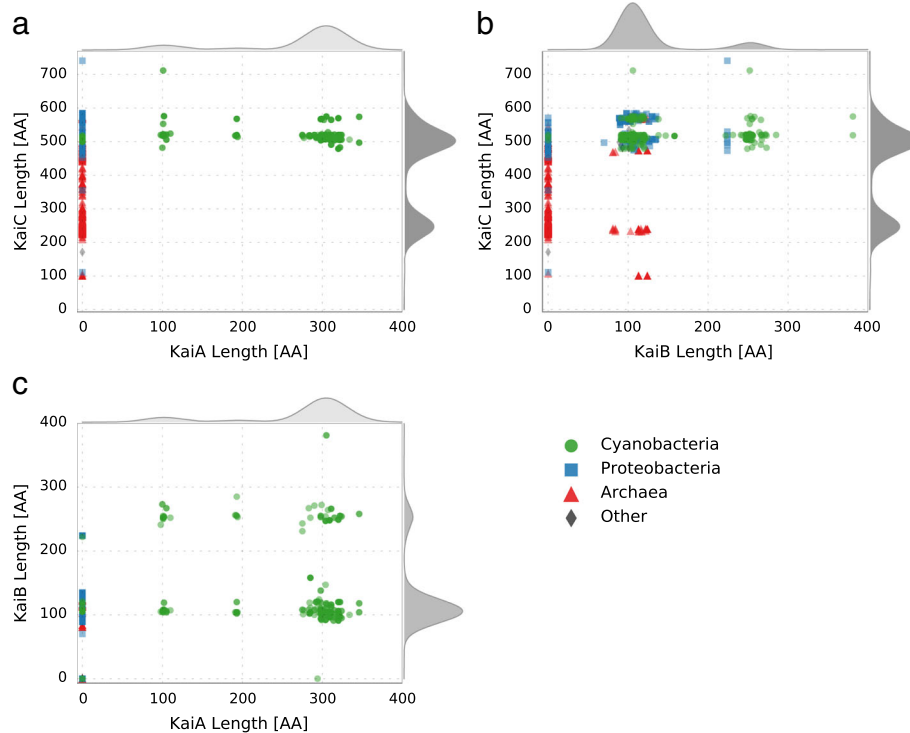 a
700
600
500
400
300
200
100
0
KaiC Length [AA]
0 100 200 300 400
KaiA Length [AA]
b
700
600
500
400
300
200
100
0
KaiC Length [AA]
0 100 200 300 400
KaiB Length [AA]
c
400
300
200
100
0
KaiB Length [AA]
0 100 200 300 400
KaiA Length [AA]
Cyanobacteria
Proteobacteria
Archaea
Other